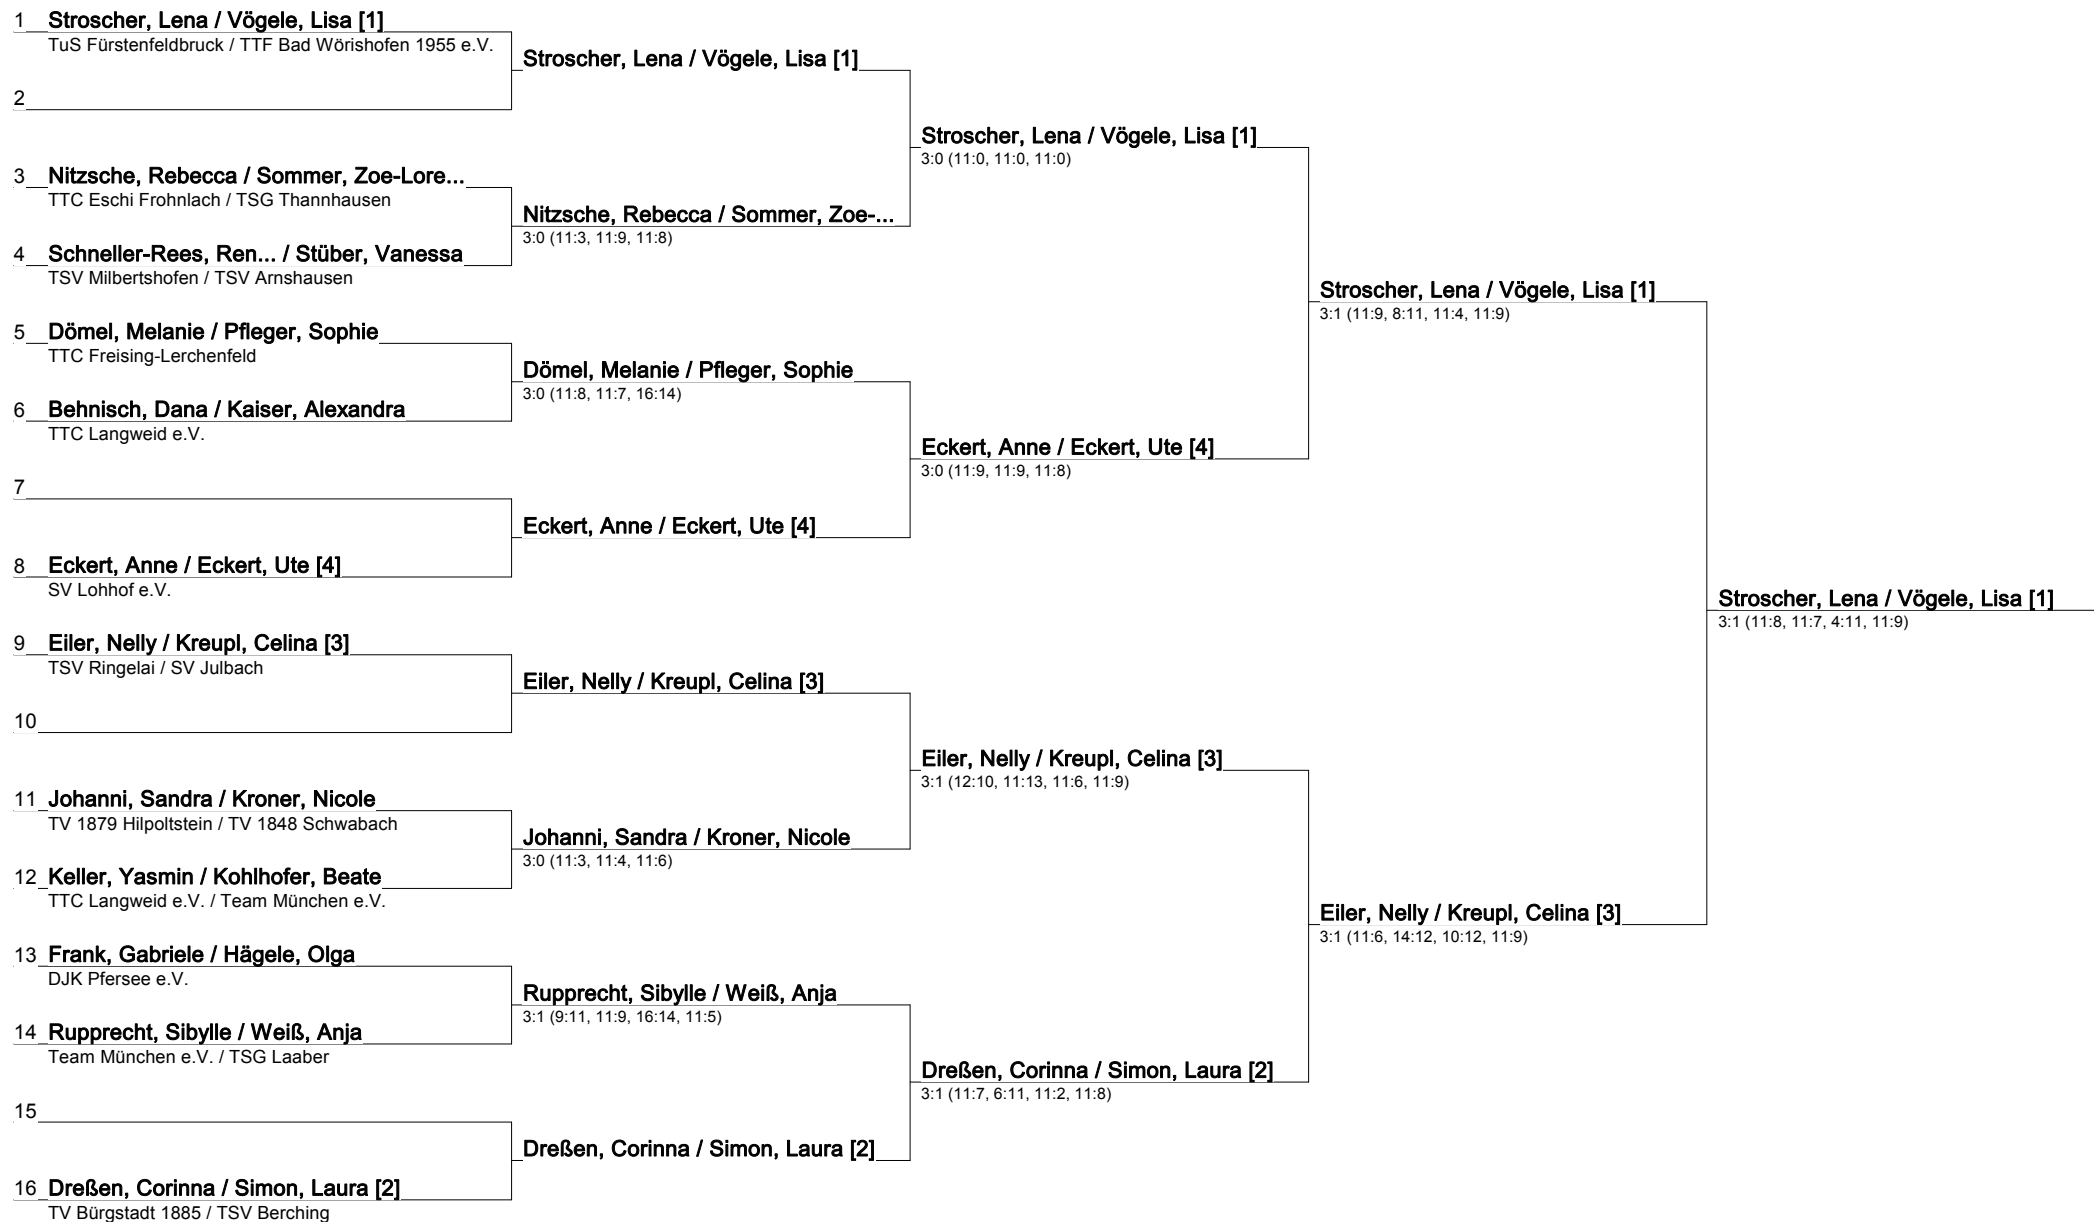 1 Stroscher, Lena / Vögele, Lisa [1]
TuS Fürstenfeldbruck / TTF Bad Wörishofen 1955 e.V.
2
3 Nitzsche, Rebecca / Sommer, Zoe-Lore...
TTC Eschi Frohnlach / TSG Thannhausen
4 Schneller-Rees, Ren... / Stüber, Vanessa
TSV Milbertshofen / TSV Arnshausen
5 Dömel, Melanie / Pfleger, Sophie
TTC Freising-Lerchenfeld
6 Behnisch, Dana / Kaiser, Alexandra
TTC Langweid e.V.
7
8 Eckert, Anne / Eckert, Ute [4]
SV Lohhof e.V.
9 Eiler, Nelly / Kreupl, Celina [3]
TSV Ringelai / SV Julbach
10
11 Johanni, Sandra / Kroner, Nicole
TV 1879 Hilpoltstein / TV 1848 Schwabach
12 Keller, Yasmin / Kohlhofer, Beate
TTC Langweid e.V. / Team München e.V.
13 Frank, Gabriele / Hägele, Olga
DJK Pfersee e.V.
14 Rupprecht, Sibylle / Weiß, Anja
Team München e.V. / TSG Laaber
15
16 Dreßen, Corinna / Simon, Laura [2]
TV Bürgstadt 1885 / TSV Berching
Stroscher, Lena / Vögele, Lisa [1]
Nitzsche, Rebecca / Sommer, Zoe-...
3:0 (11:3, 11:9, 11:8)
Dömel, Melanie / Pfleger, Sophie
3:0 (11:8, 11:7, 16:14)
Eckert, Anne / Eckert, Ute [4]
Eiler, Nelly / Kreupl, Celina [3]
Johanni, Sandra / Kroner, Nicole
3:0 (11:3, 11:4, 11:6)
Rupprecht, Sibylle / Weiß, Anja
3:1 (9:11, 11:9, 16:14, 11:5)
Dreßen, Corinna / Simon, Laura [2]
Stroscher, Lena / Vögele, Lisa [1]
3:0 (11:0, 11:0, 11:0)
Eckert, Anne / Eckert, Ute [4]
3:0 (11:9, 11:9, 11:8)
Eiler, Nelly / Kreupl, Celina [3]
3:1 (12:10, 11:13, 11:6, 11:9)
Dreßen, Corinna / Simon, Laura [2]
3:1 (11:7, 6:11, 11:2, 11:8)
Stroscher, Lena / Vögele, Lisa [1]
3:1 (11:9, 8:11, 11:4, 11:9)
Eiler, Nelly / Kreupl, Celina [3]
3:1 (11:6, 14:12, 10:12, 11:9)
Stroscher, Lena / Vögele, Lisa [1]
3:1 (11:8, 11:7, 4:11, 11:9)